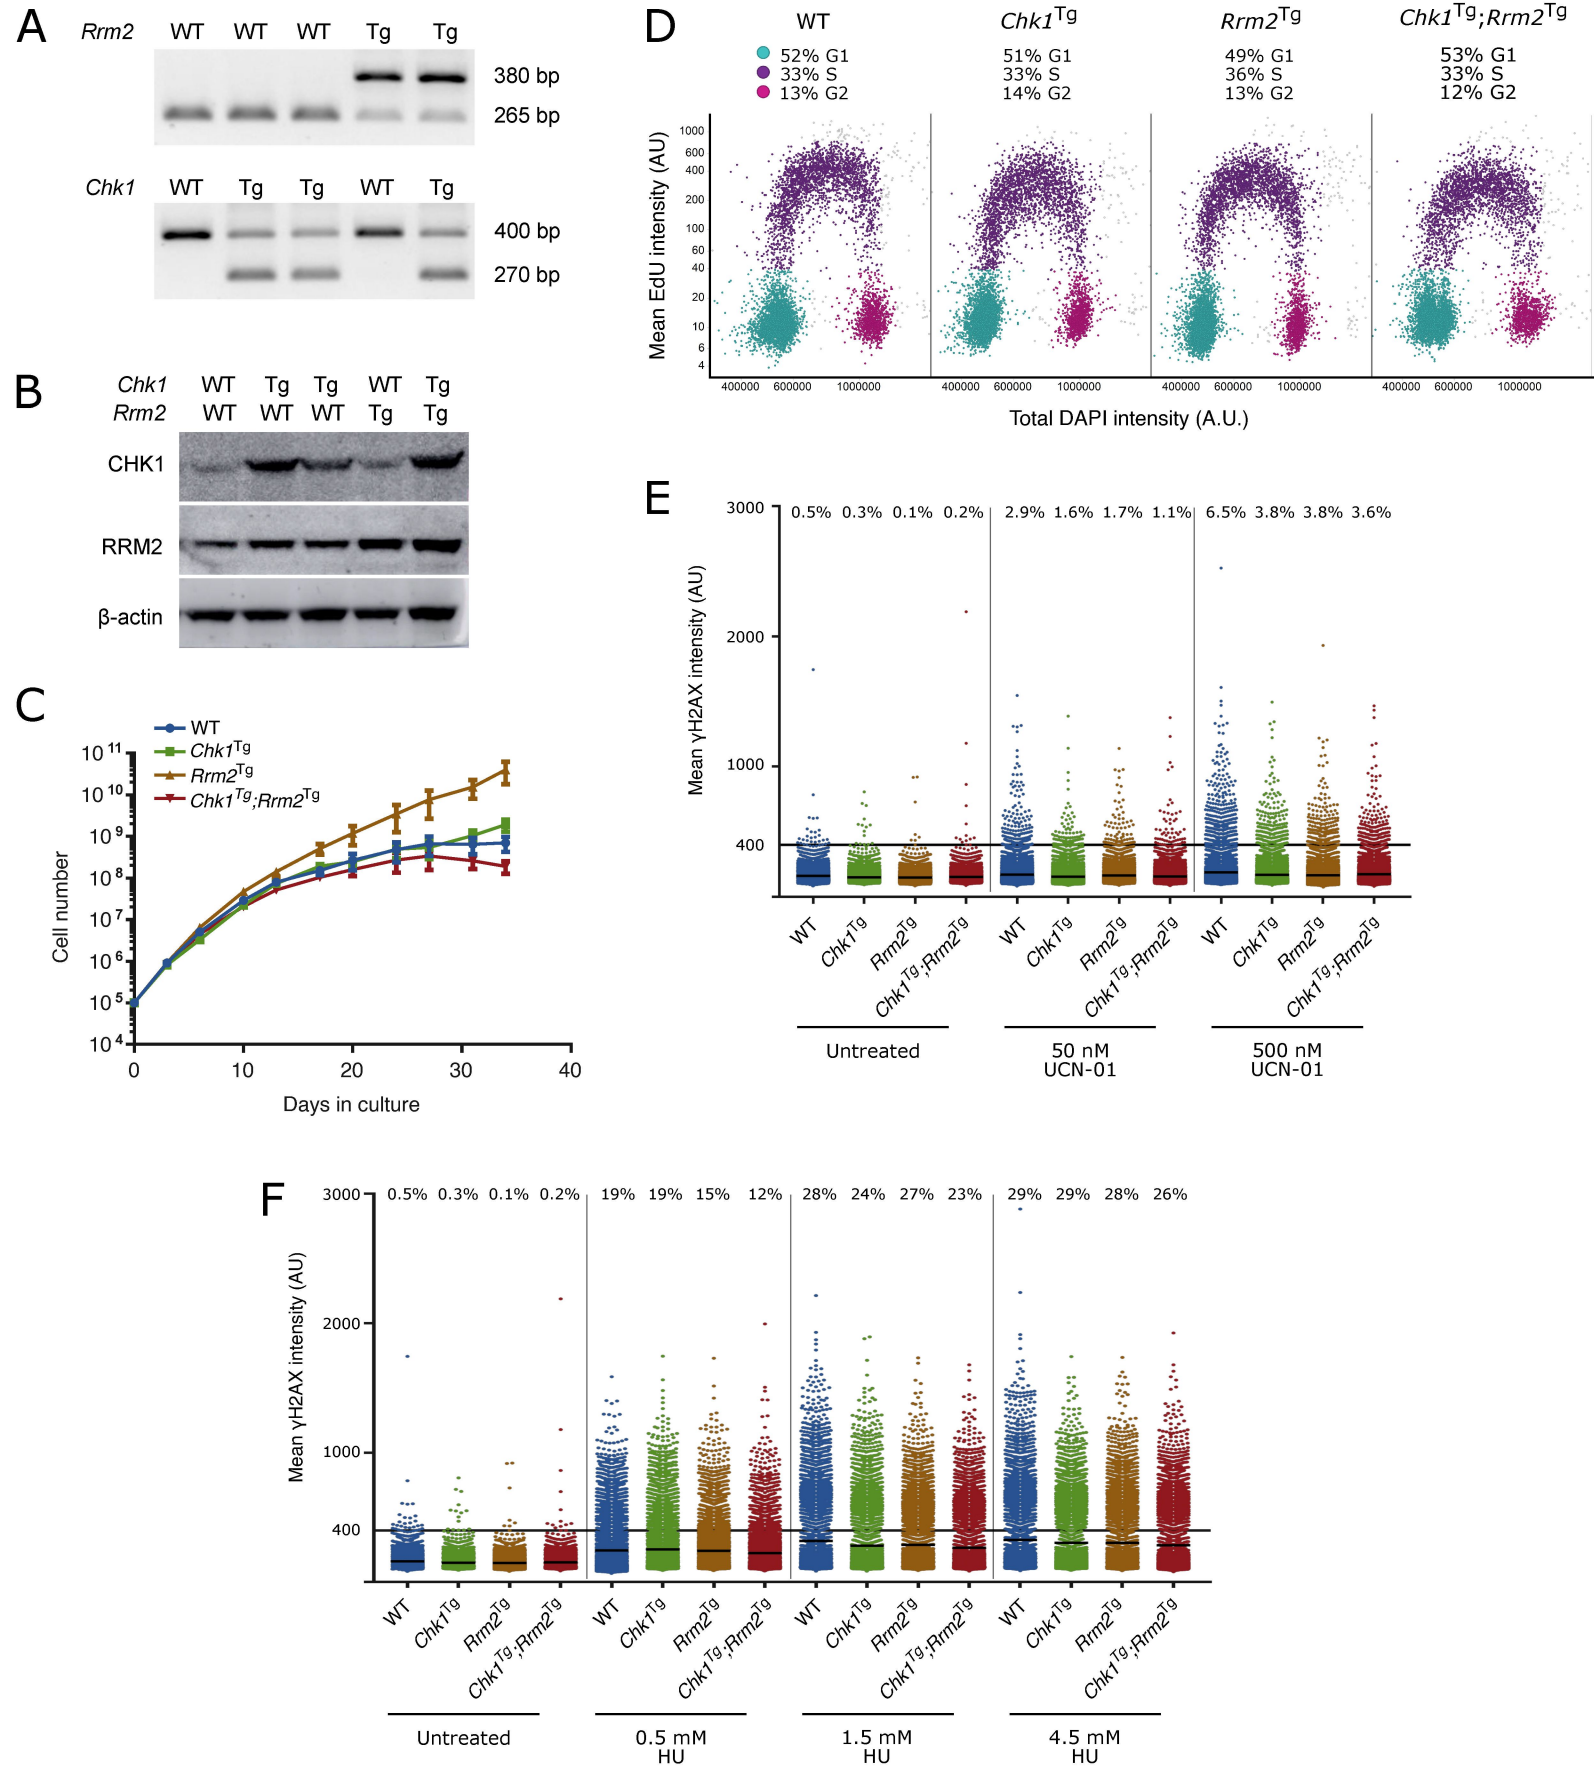 A
Rrm2 WT WT WT Tg Tg
380 bp
265 bp
Chk1 WT Tg Tg WT Tg
400 bp
270 bp
B
Chk1 WT Tg Tg WT Tg
Rrm2 WT WT WT Tg Tg
CHK1
RRM2
β-actin
C
WT
Chk1Tg
Rrm2Tg
Chk1Tg;Rrm2Tg
Cell number
10 11
10 10
10 9
10 8
10 7
10 6
10 5
10 4
0 10 20 30 40
Days in culture
D
WT Chk1Tg Rrm2Tg Chk1Tg;Rrm2Tg
52% G1 51% G1 49% G1 53% G1
33% S 33% S 36% S 33% S
13% G2 14% G2 13% G2 12% G2
Mean EdU intensity (AU)
1000
600
400
200
100
60
40
20
10
6
4
400000 600000 1000000 400000 600000 1000000 400000 600000 1000000 400000 600000 1000000
Total DAPI intensity (A.U.)
E
Mean γH2AX intensity (AU)
3000
2000
1000
400
0.5% 0.3% 0.1% 0.2% 2.9% 1.6% 1.7% 1.1% 6.5% 3.8% 3.8% 3.6%
WT Chk1Tg Rrm2Tg Chk1Tg;Rrm2Tg WT Chk1Tg Rrm2Tg Chk1Tg;Rrm2Tg WT Chk1Tg Rrm2Tg Chk1Tg;Rrm2Tg
Untreated 50 nM 500 nM
UCN-01 UCN-01
F
Mean γH2AX intensity (AU)
3000
2000
1000
400
0.5% 0.3% 0.1% 0.2% 19% 19% 15% 12% 28% 24% 27% 23% 29% 29% 28% 26%
WT Chk1Tg Rrm2Tg Chk1Tg;Rrm2Tg WT Chk1Tg Rrm2Tg Chk1Tg;Rrm2Tg WT Chk1Tg Rrm2Tg Chk1Tg;Rrm2Tg WT Chk1Tg Rrm2Tg Chk1Tg;Rrm2Tg
Untreated 0.5 mM 1.5 mM 4.5 mM
HU HU HU